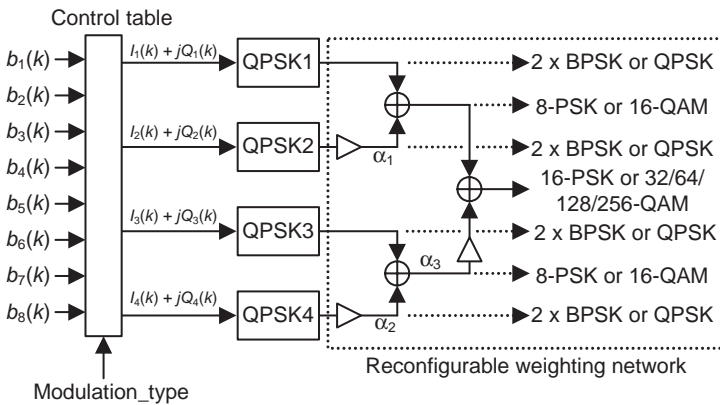 Control table
b1(k)
b2(k)
b3(k)
b4(k)
b5(k)
b6(k)
b7(k)
b8(k)
Modulation_type
I1(k) + jQ1(k)
I2(k) + jQ2(k)
I3(k) + jQ3(k)
I4(k) + jQ4(k)
QPSK1
QPSK2
QPSK3
QPSK4
α1
α3
α2
2 x BPSK or QPSK
8-PSK or 16-QAM
2 x BPSK or QPSK
16-PSK or 32/64/
128/256-QAM
2 x BPSK or QPSK
8-PSK or 16-QAM
2 x BPSK or QPSK
Reconfigurable weighting network